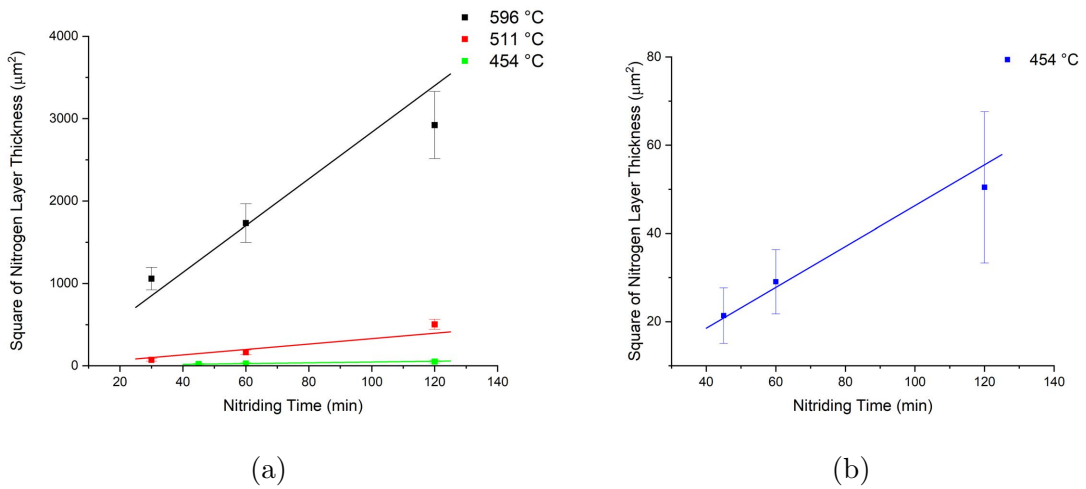 596 °C
511 °C
454 °C
4000
3000
2000
1000
0
20 40 60 80 100 120 140
Nitriding Time (min)
Square of Nitrogen Layer Thickness (μm²)
(a)
454 °C
80
60
40
20
40 60 80 100 120 140
Nitriding Time (min)
Square of Nitrogen Layer Thickness (μm²)
(b)